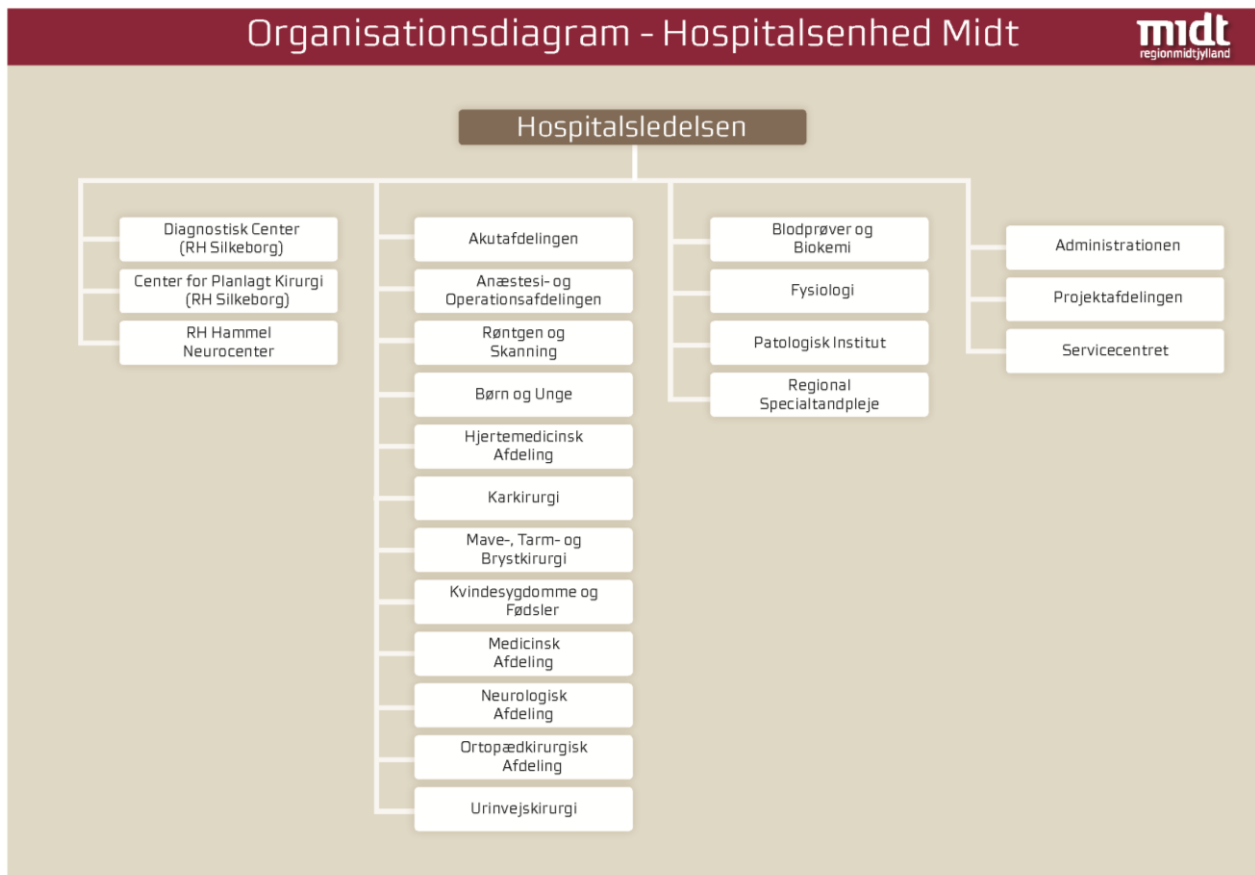 Organisationsdiagram - Hospitalsenhed Midt
midt
regionmidtjylland
Hospitalsledelsen
Diagnostisk Center
(RH Silkeborg)
Center for Planlagt Kirurgi
(RH Silkeborg)
RH Hammel
Neurocenter
Akutafdelingen
Anæstesi- og
Operationsafdelingen
Røntgen og
Skanning
Børn og Unge
Hjertemedicinsk
Afdeling
Karkirurgi
Mave-, Tarm- og
Brystkirurgi
Kvindesygdomme og
Fødsler
Medicinsk
Afdeling
Neurologisk
Afdeling
Ortopædkirurgisk
Afdeling
Urinvejskirurgi
Blodprøver og
Biokemi
Fysiologi
Patologisk Institut
Regional
Specialtandpleje
Administrationen
Projektafdelingen
Servicecentret